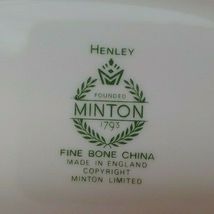 HENLEY
FOUNDED
MINTON
1793
FINE BONE CHINA
MADE IN ENGLAND
COPYRIGHT
MINTON LIMITED